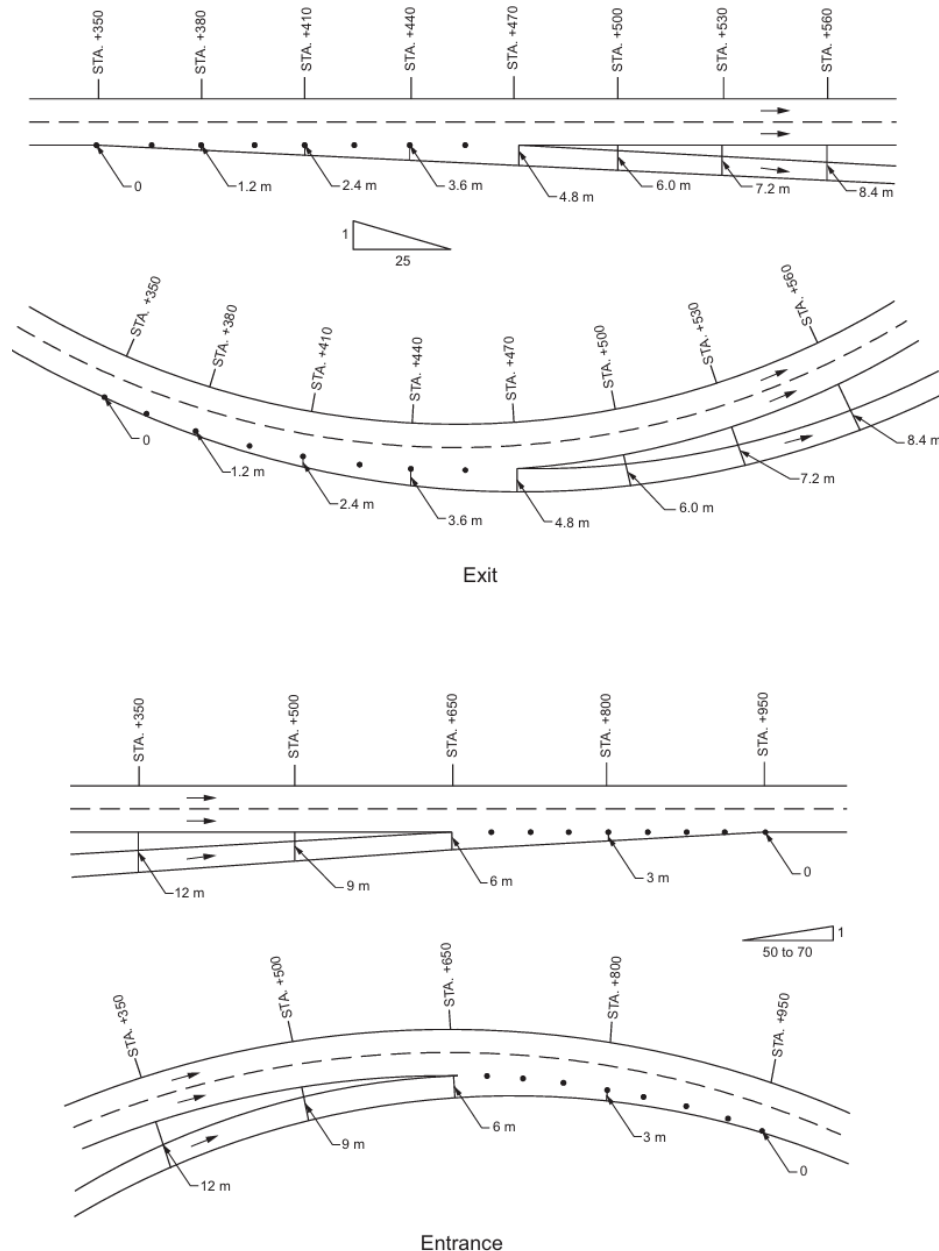 STA. +350
STA. +380
STA. +410
STA. +440
STA. +470
STA. +500
STA. +530
STA. +560
0
1.2 m
2.4 m
3.6 m
4.8 m
6.0 m
7.2 m
8.4 m
1
25
STA. +350
STA. +380
STA. +410
STA. +440
STA. +470
STA. +500
STA. +530
STA. +560
0
1.2 m
2.4 m
3.6 m
4.8 m
6.0 m
7.2 m
8.4 m
Exit
STA. +350
STA. +500
STA. +650
STA. +800
STA. +950
12 m
9 m
6 m
3 m
0
1
50 to 70
STA. +350
STA. +500
STA. +650
STA. +800
STA. +950
12 m
9 m
6 m
3 m
0
Entrance